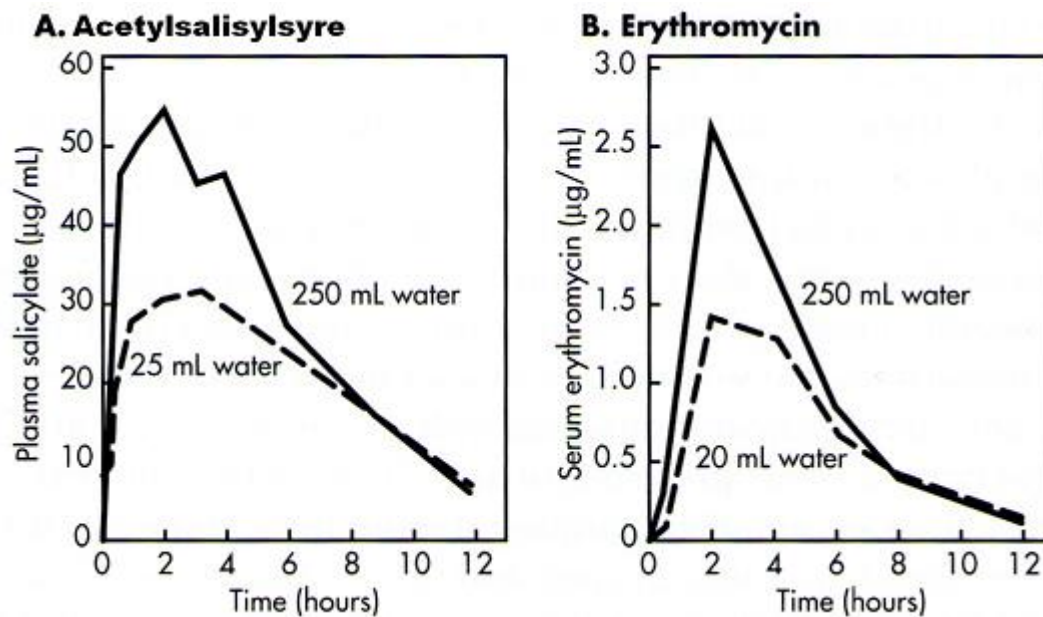 A. Acetylsalisylsyre
60
50
40
30
20
10
0
Plasma salicylate (µg/mL)
250 mL water
25 mL water
0 2 4 6 8 10 12
Time (hours)
B. Erythromycin
3.0
2.5
2.0
1.5
1.0
0.5
0
Serum erythromycin (µg/mL)
250 mL water
20 mL water
0 2 4 6 8 10 12
Time (hours)